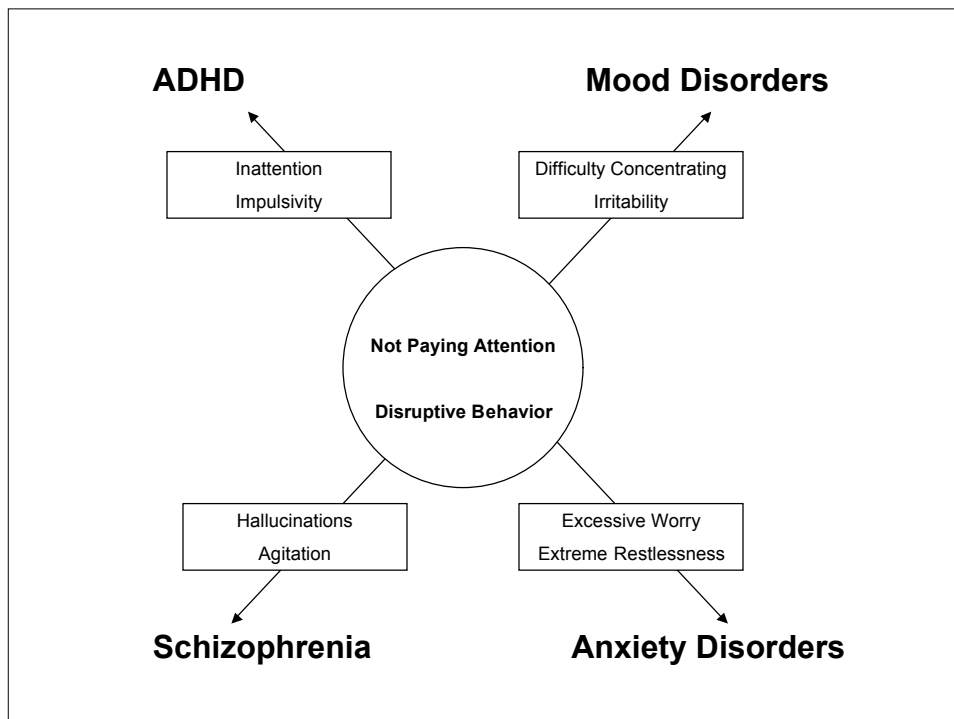 ADHD
Mood Disorders
Inattention
Impulsivity
Difficulty Concentrating
Irritability
Not Paying Attention
Disruptive Behavior
Hallucinations
Agitation
Excessive Worry
Extreme Restlessness
Schizophrenia
Anxiety Disorders